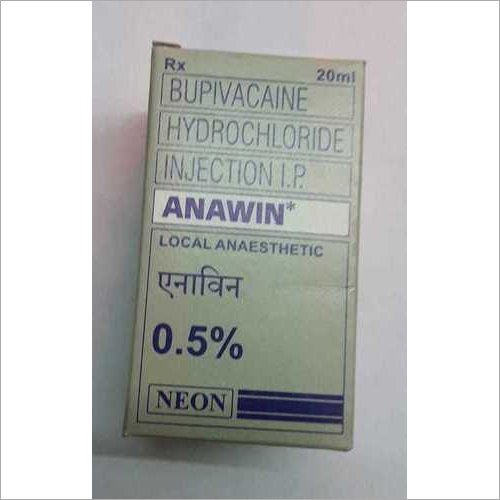 Rx 20ml
BUPIVACAINE
HYDROCHLORIDE
INJECTION I.P.
ANAWIN*
LOCAL ANAESTHETIC
एनाविन
0.5%
NEON